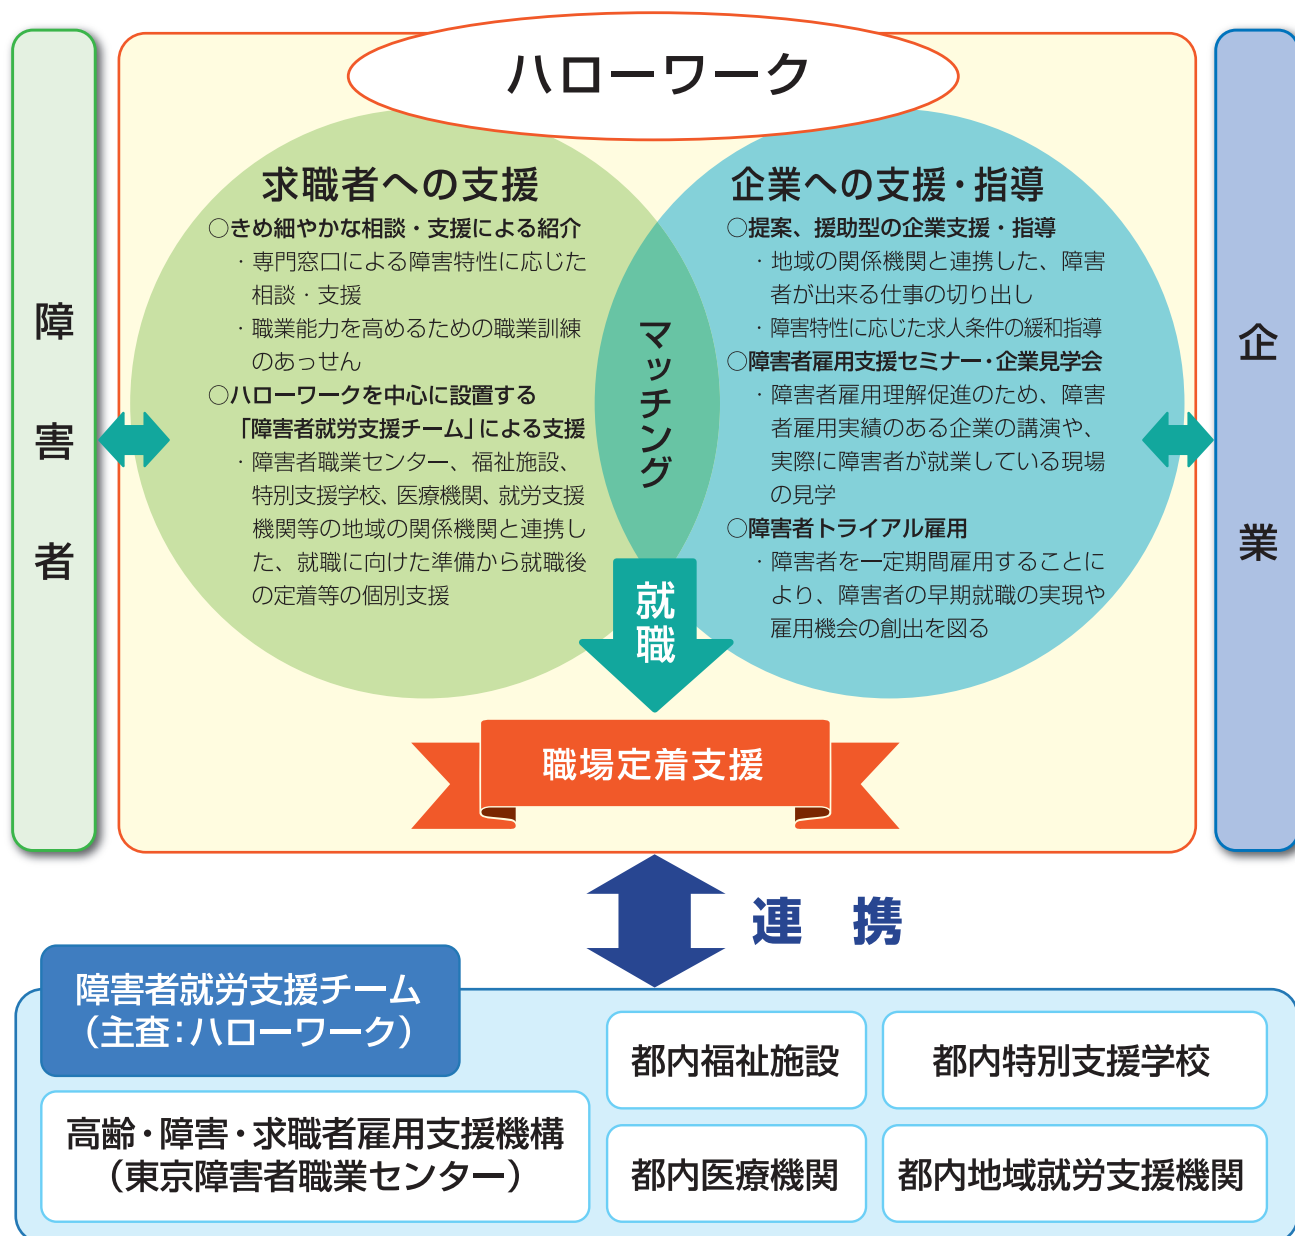 ハローワーク
障害者
求職者への支援
○きめ細やかな相談・支援による紹介
・専門窓口による障害特性に応じた
相談・支援
・職業能力を高めるための職業訓練
のあっせん
○ハローワークを中心に設置する
「障害者就労支援チーム」による支援
・障害者職業センター、福祉施設、
特別支援学校、医療機関、就労支援
機関等の地域の関係機関と連携し
た、就職に向けた準備から就職後
の定着等の個別支援
マッチング
企業への支援・指導
○提案、援助型の企業支援・指導
・地域の関係機関と連携した、障害
者が出来る仕事の切り出し
・障害特性に応じた求人条件の緩和指導
○障害者雇用支援セミナー・企業見学会
・障害者雇用理解促進のため、障害
者雇用実績のある企業の講演や、
実際に障害者が就業している現場
の見学
○障害者トライアル雇用
・障害者を一定期間雇用することに
より、障害者の早期就職の実現や
雇用機会の創出を図る
企業
就職
職場定着支援
連携
障害者就労支援チーム
（主査：ハローワーク）
高齢・障害・求職者雇用支援機構
（東京障害者職業センター）
都内福祉施設
都内特別支援学校
都内医療機関
都内地域就労支援機関